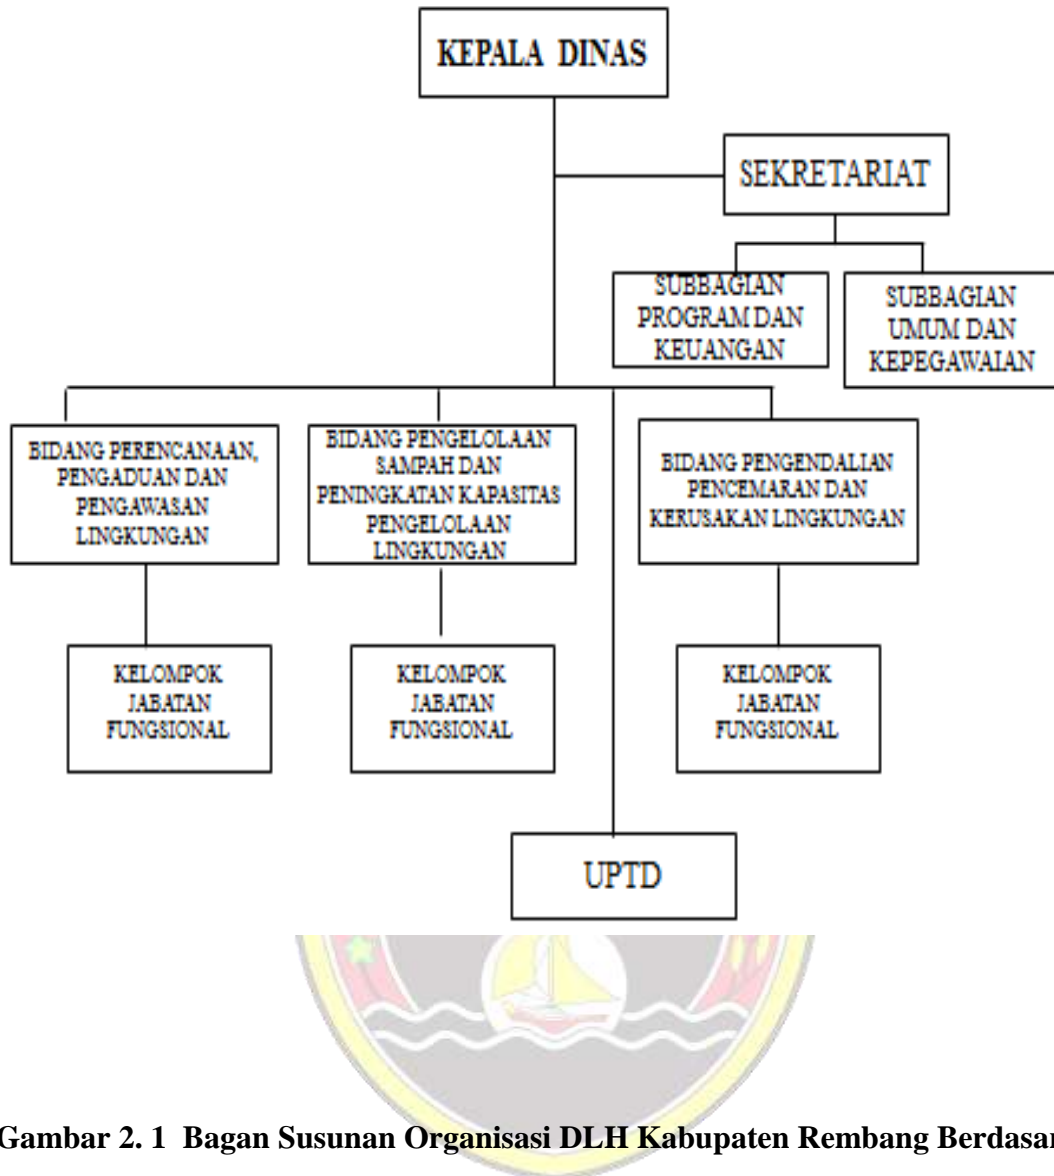 KEPALA DINAS
SEKRETARIAT
SUBBAGIAN
PROGRAM DAN
KEUANGAN
SUBBAGIAN
UMUM DAN
KEPEGAWAIAN
BIDANG PERENCANAAN,
PENGADUAN DAN
PENGAWASAN
LINGKUNGAN
BIDANG PENGELOLAAN
SAMPAH DAN
PENINGKATAN KAPASITAS
PENGELOLAAN
LINGKUNGAN
BIDANG PENGENDALIAN
PENCEMARAN DAN
KERUSAKAN LINGKUNGAN
KELOMPOK
JABATAN
FUNGSIONAL
KELOMPOK
JABATAN
FUNGSIONAL
KELOMPOK
JABATAN
FUNGSIONAL
UPTD
Gambar 2. 1 Bagan Susunan Organisasi DLH Kabupaten Rembang Berdasar